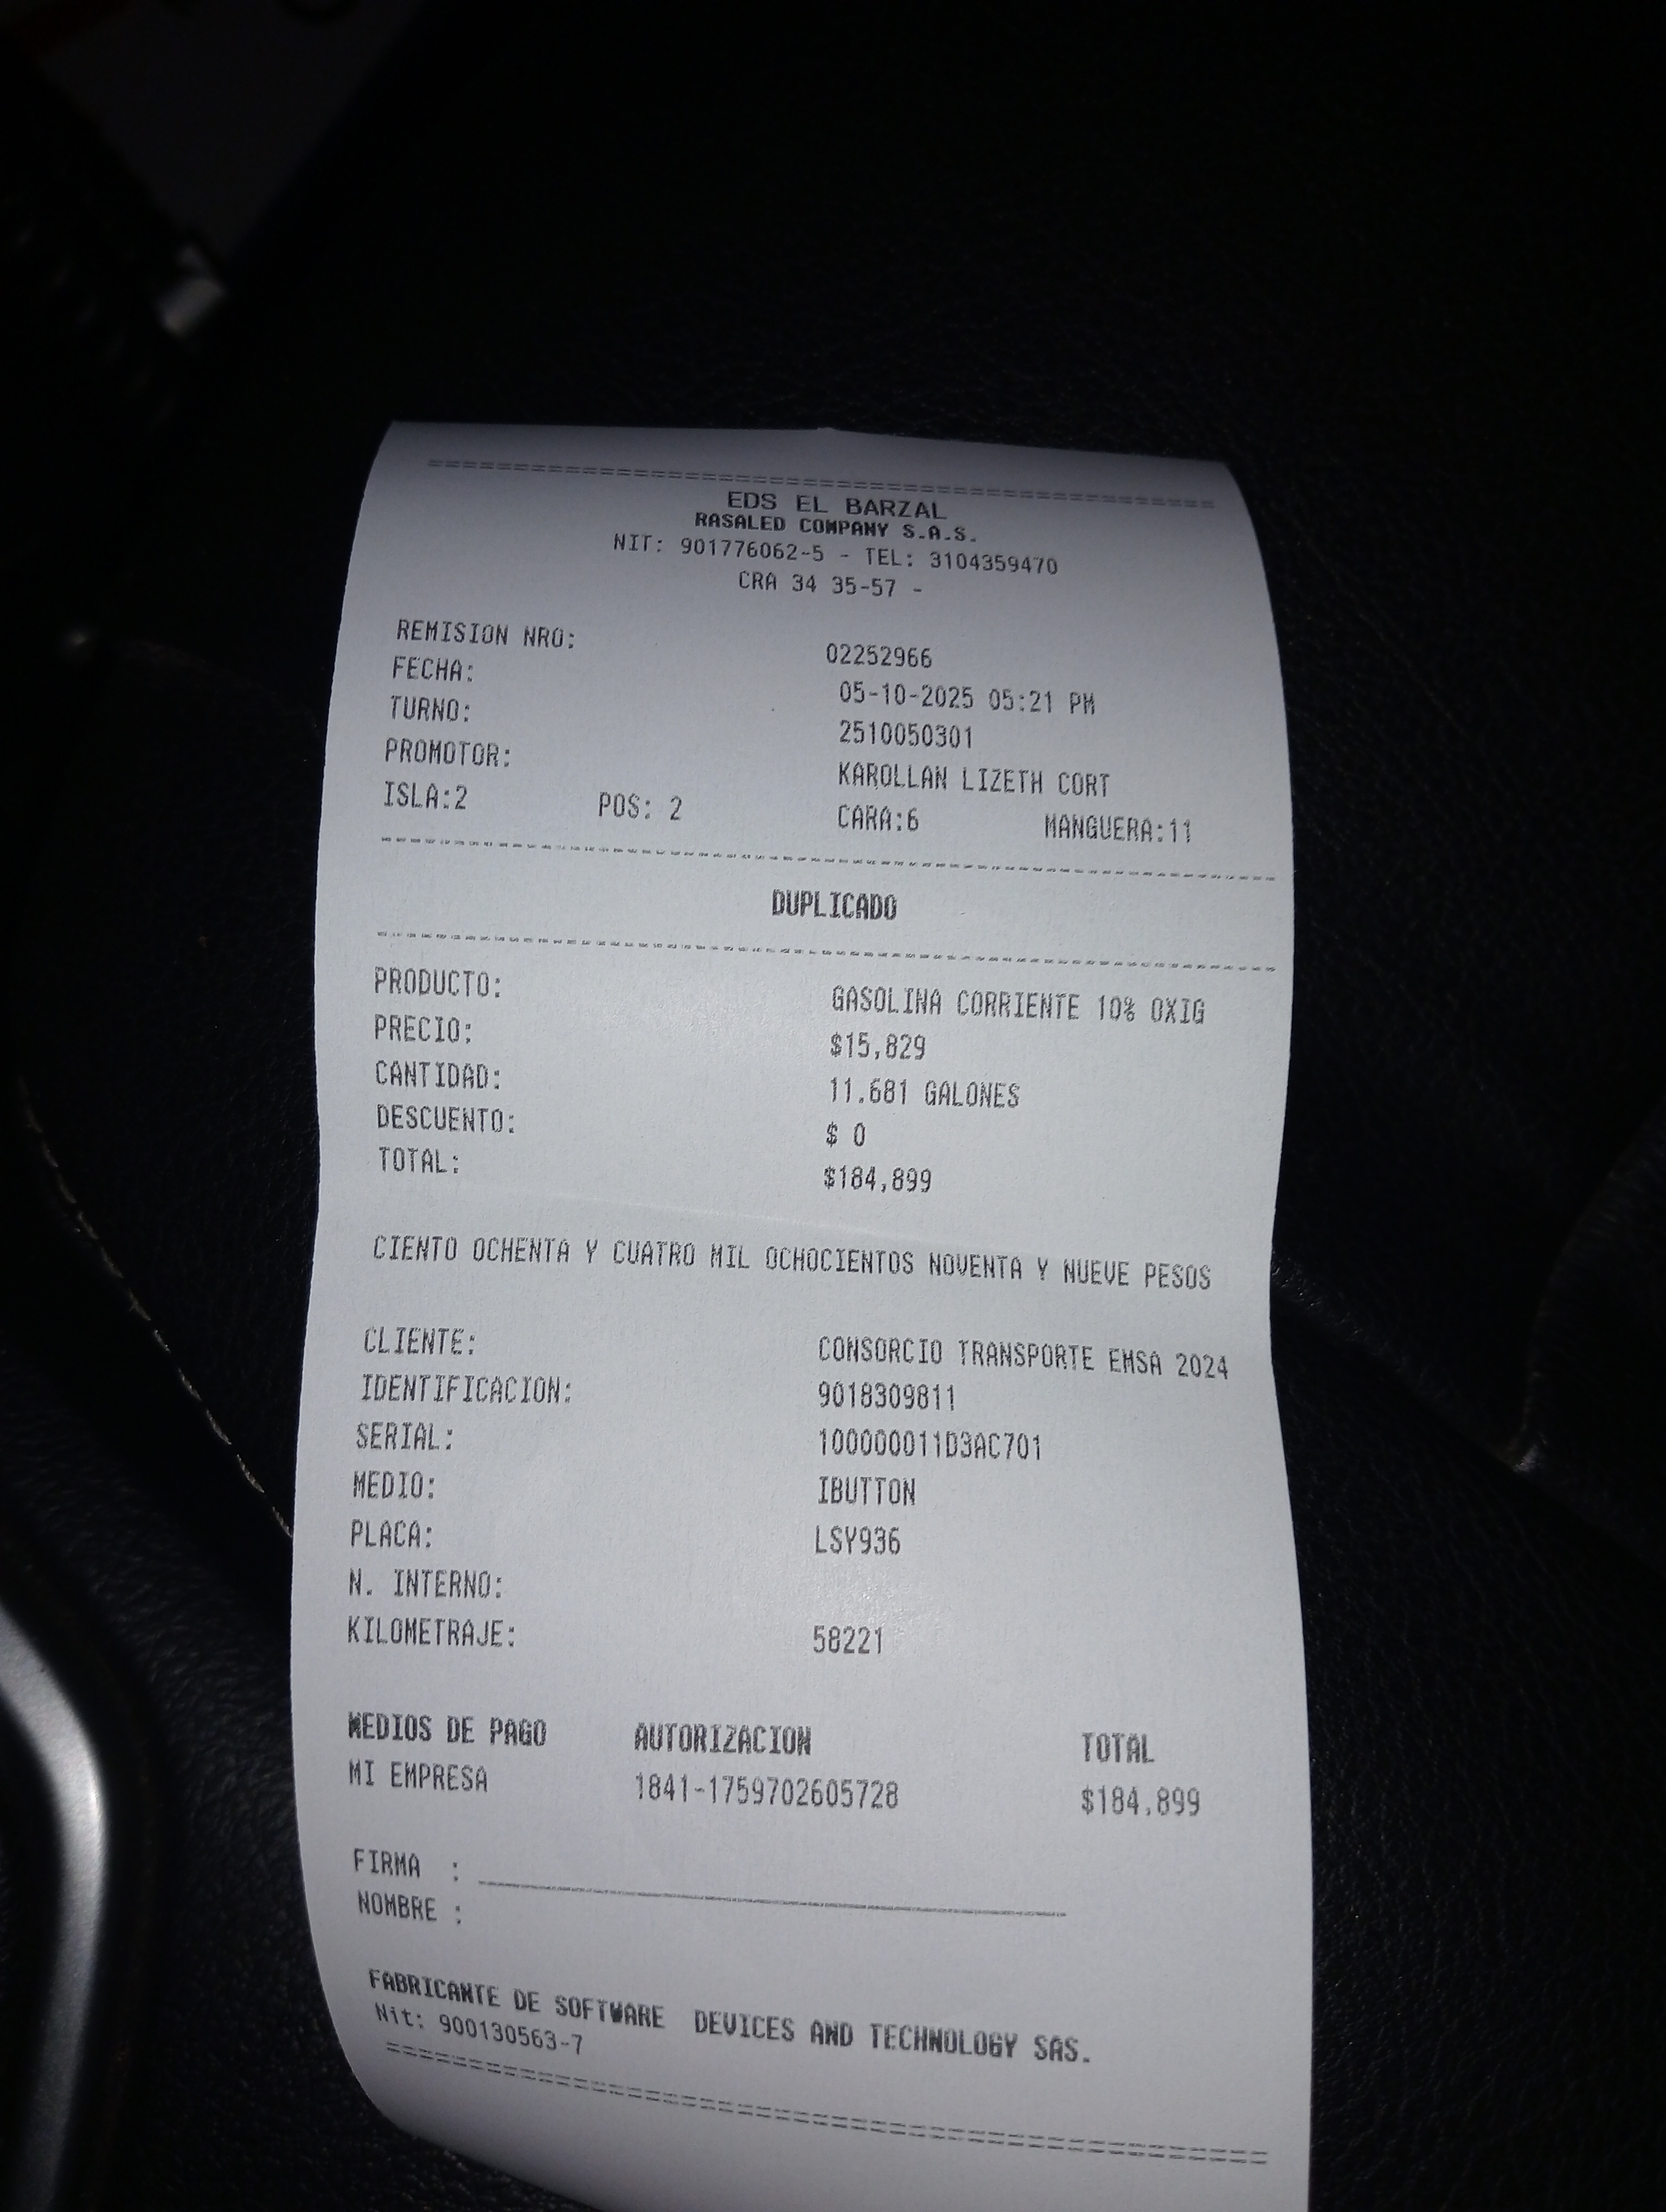 ==========================================================
EDS EL BARZAL
RASALED COMPANY S.A.S.
NIT: 901776062-5 - TEL: 3104359470
CRA 34 35-57 -
REMISION NRO: 02252966
FECHA: 05-10-2025 05:21 PM
TURNO: 2510050301
PROMOTOR: KAROLLAN LIZETH CORT
ISLA:2 POS: 2 CARA:6 MANGUERA:11
----------------------------------------------------------
DUPLICADO
----------------------------------------------------------
PRODUCTO: GASOLINA CORRIENTE 10% OXIG
PRECIO: $15,829
CANTIDAD: 11.681 GALONES
DESCUENTO: $ 0
TOTAL: $184,899
CIENTO OCHENTA Y CUATRO MIL OCHOCIENTOS NOVENTA Y NUEVE PESOS
CLIENTE: CONSORCIO TRANSPORTE EMSA 2024
IDENTIFICACION: 9018309811
SERIAL: 100000011D3AC701
MEDIO: IBUTTON
PLACA: LSY936
N. INTERNO:
KILOMETRAJE: 58221
MEDIOS DE PAGO AUTORIZACION TOTAL
MI EMPRESA 1841-1759702605728 $184,899
FIRMA : ____________________
NOMBRE :
FABRICANTE DE SOFTWARE DEVICES AND TECHNOLOGY SAS.
Nit: 900130563-7
==========================================================